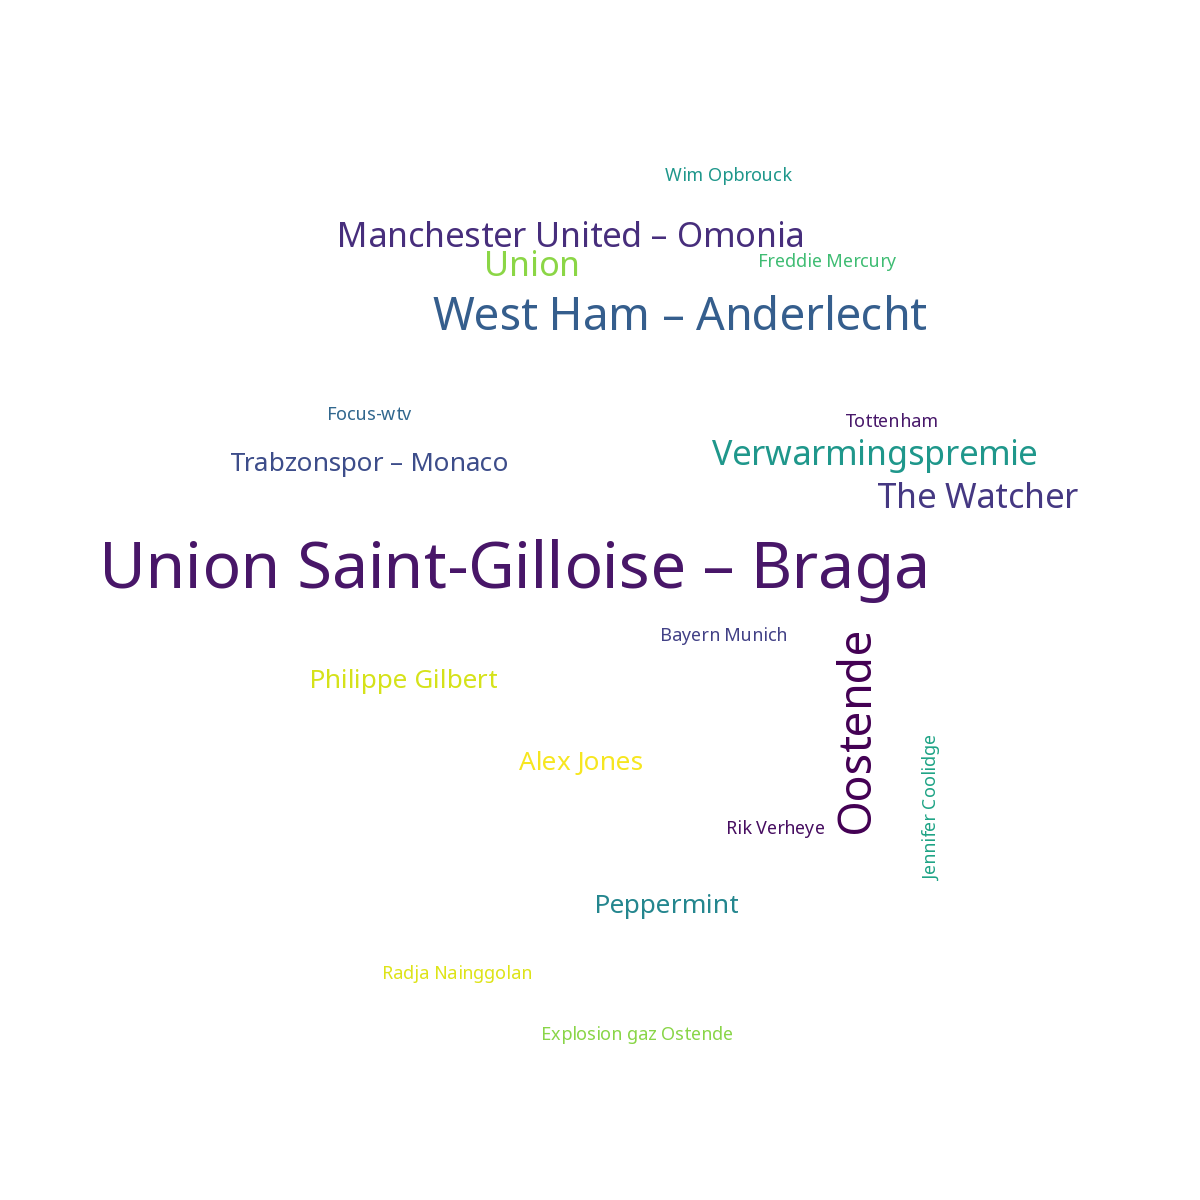 Wim Opbrouck
Manchester United – Omonia
Union
Freddie Mercury
West Ham – Anderlecht
Focus-wtv
Tottenham
Verwarmingspremie
Trabzonspor – Monaco
The Watcher
Union Saint-Gilloise – Braga
Bayern Munich
Oostende
Philippe Gilbert
Alex Jones
Jennifer Coolidge
Rik Verheye
Peppermint
Radja Nainggolan
Explosion gaz Ostende